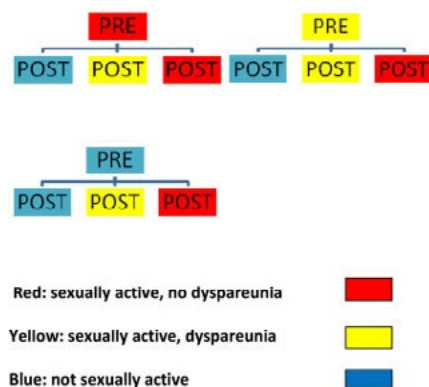 PRE PRE
POST POST POST POST POST POST
PRE
POST POST POST
Red: sexually active, no dyspareunia
Yellow: sexually active, dyspareunia
Blue: not sexually active